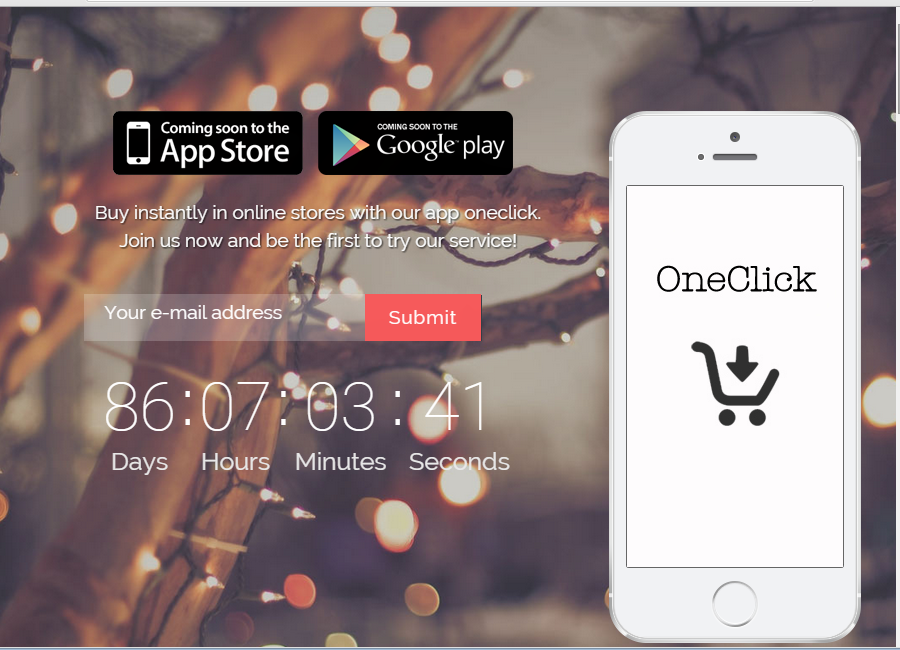 Coming soon to the
App Store
COMING SOON TO THE
Google play
Buy instantly in online stores with our app oneclick.
Join us now and be the first to try our service!
Your e-mail address
Submit
86:07:03:41
Days Hours Minutes Seconds
OneClick